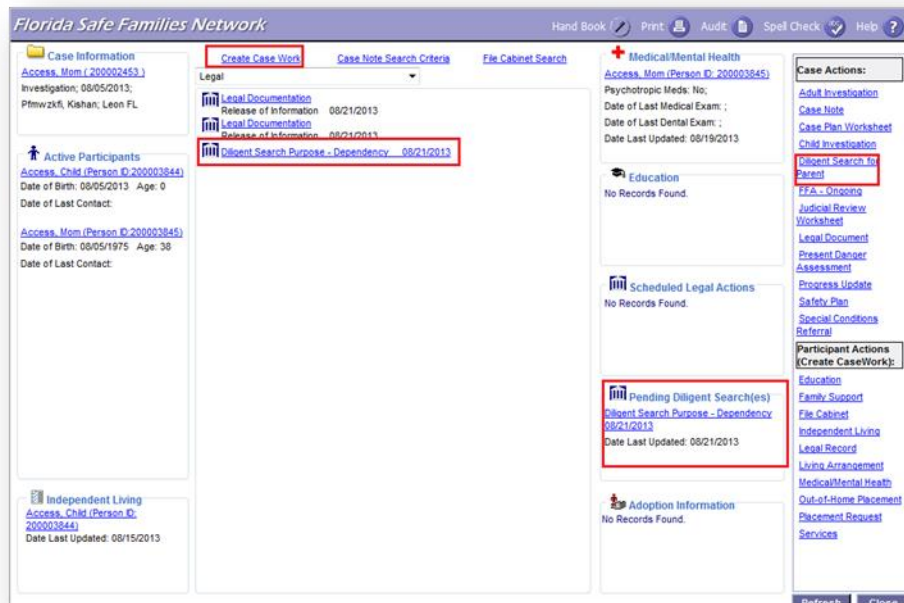 Florida Safe Families Network
Hand Book Print Audit Spell Check Help ?
Case Information
Access, Mom ( 200002453 )
Investigation; 08/05/2013;
Pfmwzkfi, Kishan; Leon FL
Active Participants
Access, Child (Person ID:200003844)
Date of Birth: 08/05/2013 Age: 0
Date of Last Contact:
Access, Mom (Person ID:200003845)
Date of Birth: 08/05/1975 Age: 38
Date of Last Contact:
Independent Living
Access, Child (Person ID:
200003844)
Date Last Updated: 08/15/2013
Create Case Work Case Note Search Criteria File Cabinet Search
Legal
Legal Documentation
Release of Information 08/21/2013
Legal Documentation
Release of Information 08/21/2013
Diligent Search Purpose - Dependency 08/21/2013
Medical/Mental Health
Access, Mom (Person ID: 200003845)
Psychotropic Meds: No;
Date of Last Medical Exam: ;
Date of Last Dental Exam: ;
Date Last Updated: 08/19/2013
Education
No Records Found.
Scheduled Legal Actions
No Records Found.
Pending Diligent Search(es)
Diligent Search Purpose - Dependency
08/21/2013
Date Last Updated: 08/21/2013
Adoption Information
No Records Found.
Case Actions:
Adult Investigation
Case Note
Case Plan Worksheet
Child Investigation
Diligent Search for
Parent
FFA - Ongoing
Judicial Review
Worksheet
Legal Document
Present Danger
Assessment
Progress Update
Safety Plan
Special Conditions
Referral
Participant Actions
(Create CaseWork):
Education
Family Support
File Cabinet
Independent Living
Legal Record
Living Arrangement
Medical/Mental Health
Out-of-Home Placement
Placement Request
Services
Refresh Close